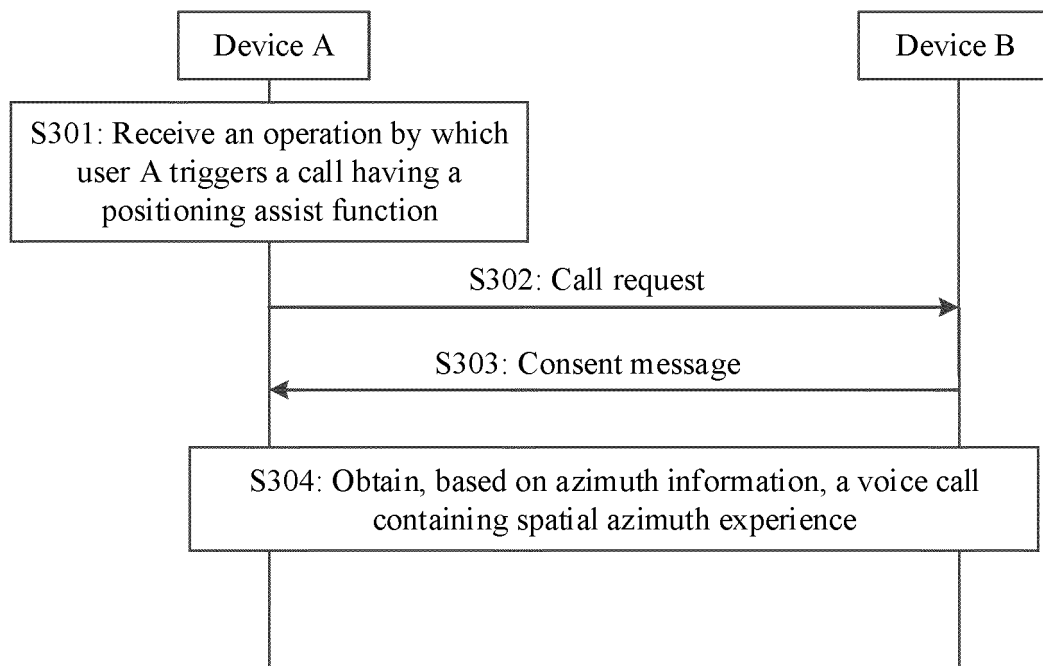 Device A
Device B
S301: Receive an operation by which
user A triggers a call having a
positioning assist function
S302: Call request
S303: Consent message
S304: Obtain, based on azimuth information, a voice call
containing spatial azimuth experience